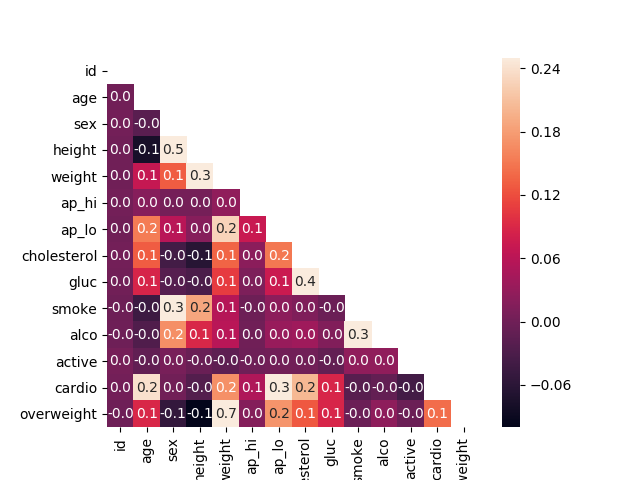 id
age 0.0
sex 0.0 -0.0
height 0.0 -0.1 0.5
weight 0.0 0.1 0.1 0.3
ap_hi 0.0 0.0 0.0 0.0 0.0
ap_lo 0.0 0.2 0.1 0.0 0.2 0.1
cholesterol 0.0 0.1 -0.0 -0.1 0.1 0.0 0.2
gluc 0.0 0.1 -0.0 -0.0 0.1 0.0 0.1 0.4
smoke -0.0 -0.0 0.3 0.2 0.1 -0.0 0.0 0.0 -0.0
alco -0.0 -0.0 0.2 0.1 0.1 0.0 0.0 0.0 0.0 0.3
active 0.0 -0.0 0.0 -0.0 -0.0 -0.0 0.0 0.0 -0.0 0.0 0.0
cardio 0.0 0.2 0.0 -0.0 0.2 0.1 0.3 0.2 0.1 -0.0 -0.0 -0.0
overweight -0.0 0.1 -0.1 -0.1 0.7 0.0 0.2 0.1 0.1 -0.0 0.0 -0.0 0.1
id age sex height weight ap_hi ap_lo esterol gluc smoke alco active cardio weight
0.24
0.18
0.12
0.06
0.00
−0.06